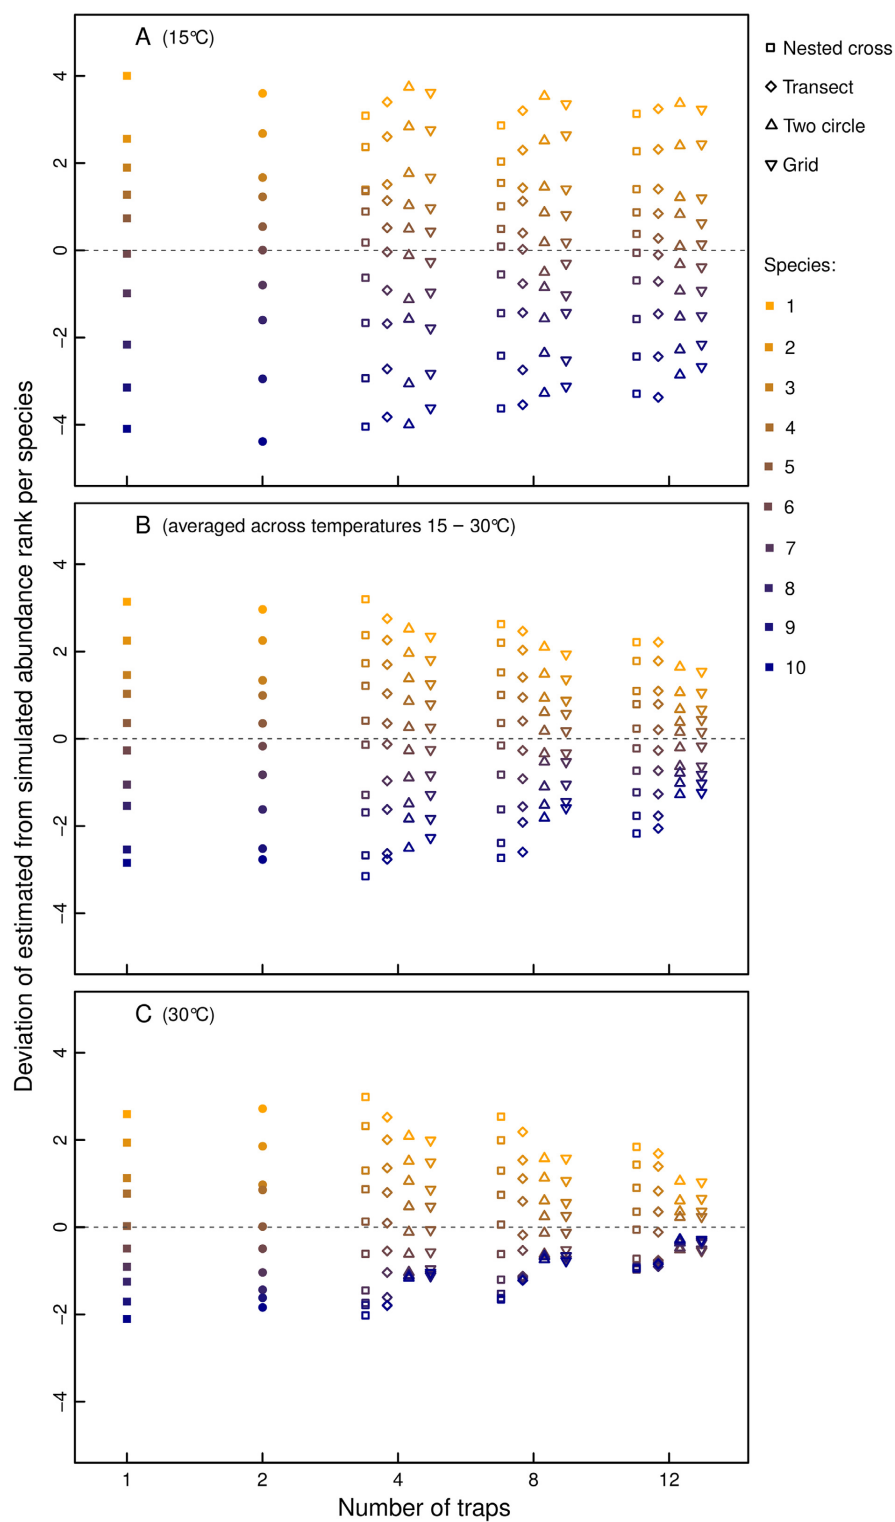 A (15°C)
4
2
0
−2
−4
Nested cross
Transect
Two circle
Grid
Species:
1
2
3
4
5
6
7
8
9
10
Deviation of estimated from simulated abundance rank per species
B (averaged across temperatures 15 − 30°C)
4
2
0
−2
−4
C (30°C)
4
2
0
−2
−4
1 2 4 8 12
Number of traps